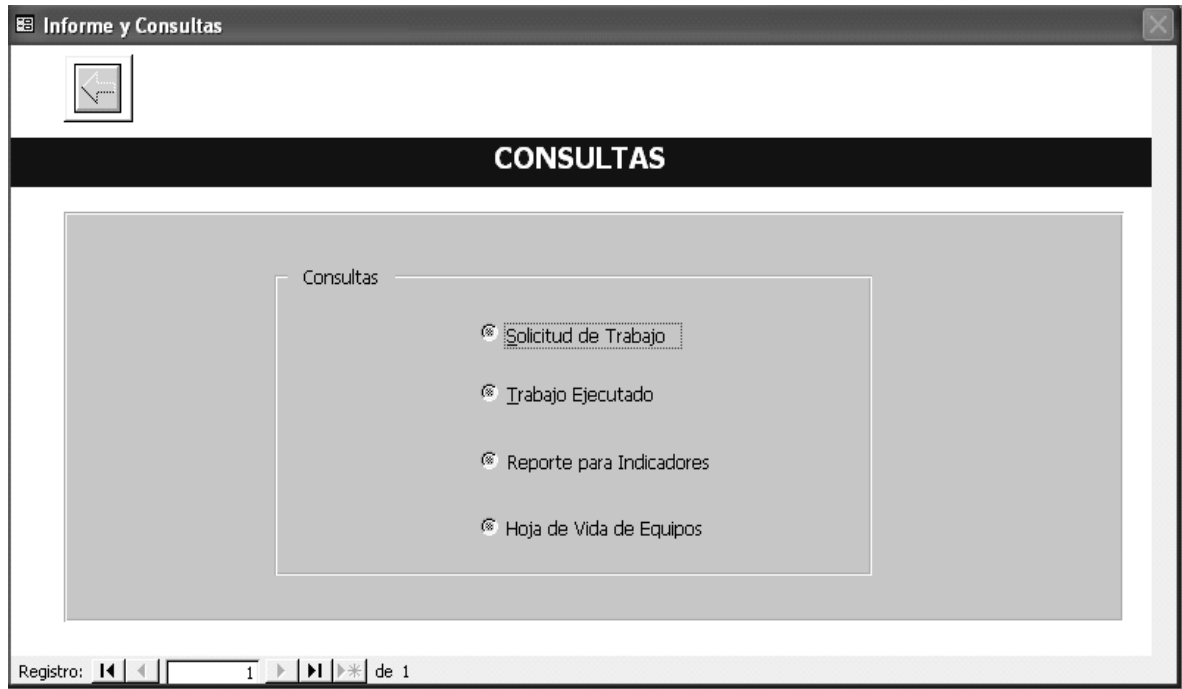 Informe y Consultas
CONSULTAS
Consultas
Solicitud de Trabajo
Trabajo Ejecutado
Reporte para Indicadores
Hoja de Vida de Equipos
Registro: 1 de 1